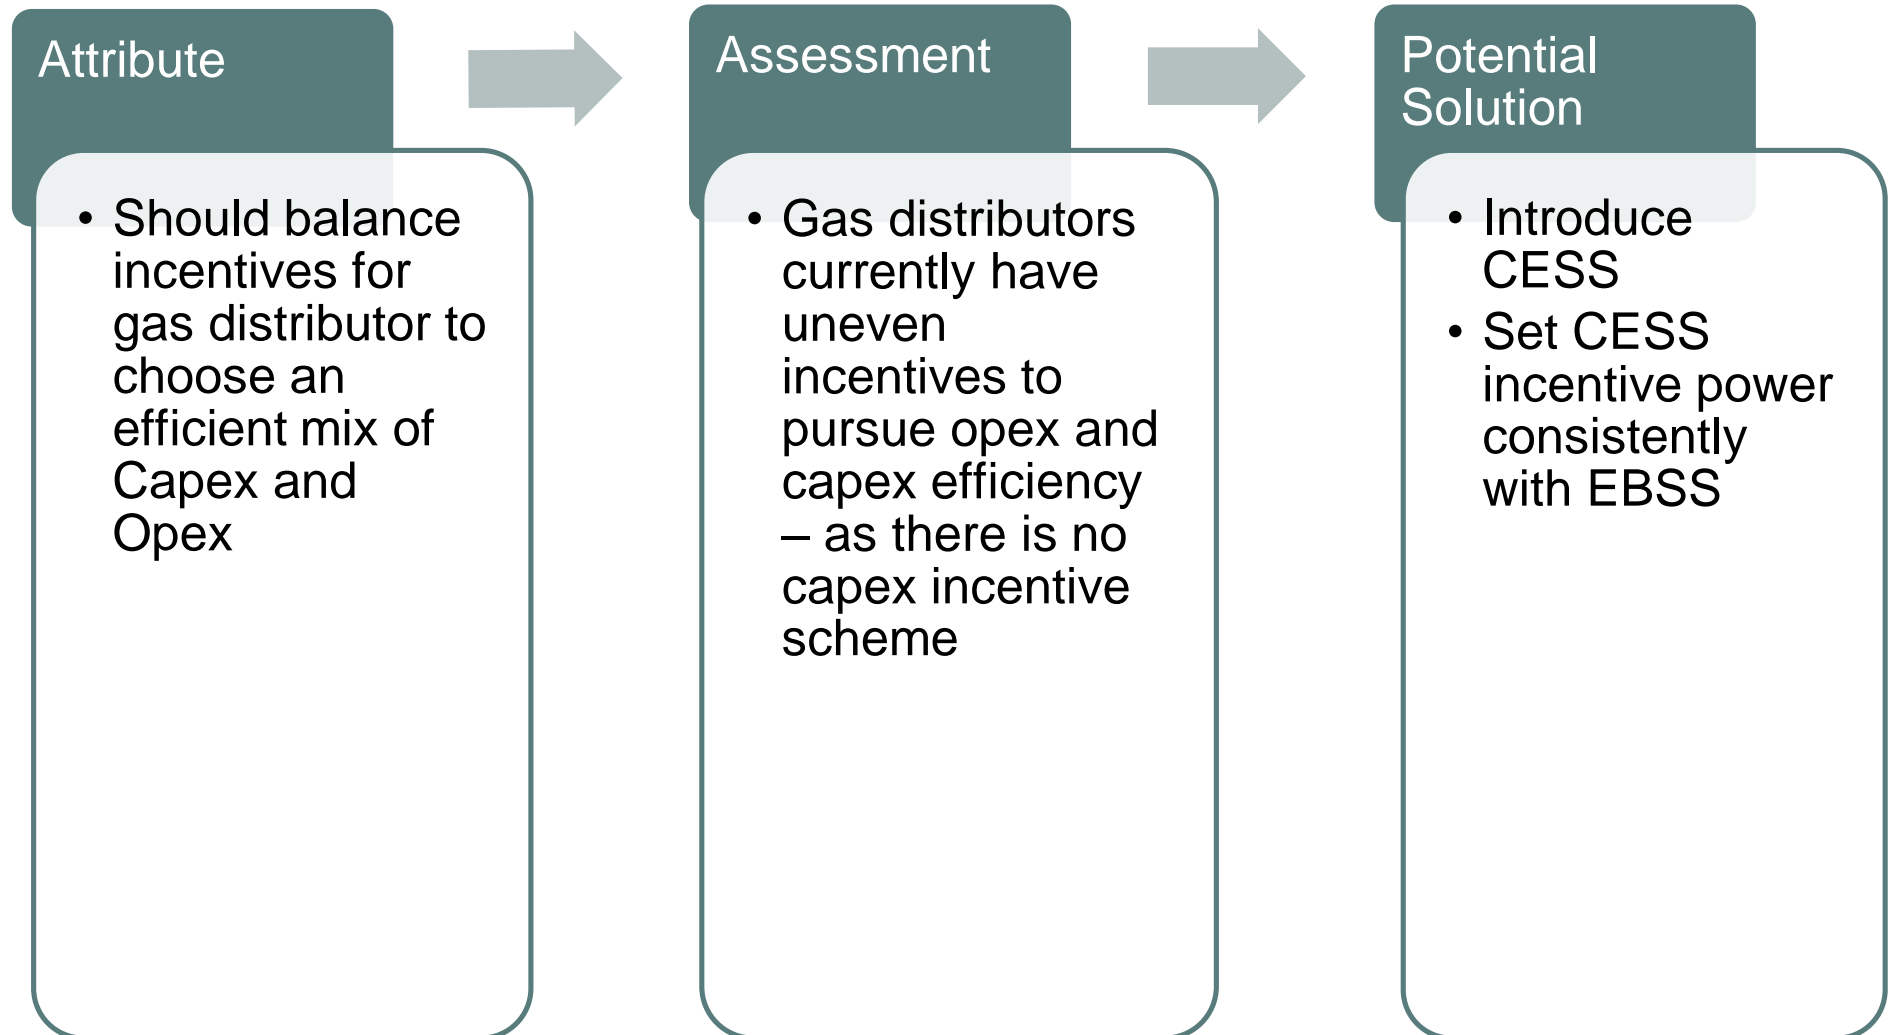 Attribute
• Should balance
incentives for
gas distributor to
choose an
efficient mix of
Capex and
Opex
Assessment
• Gas distributors
currently have
uneven
incentives to
pursue opex and
capex efficiency
– as there is no
capex incentive
scheme
Potential
Solution
• Introduce
CESS
• Set CESS
incentive power
consistently
with EBSS